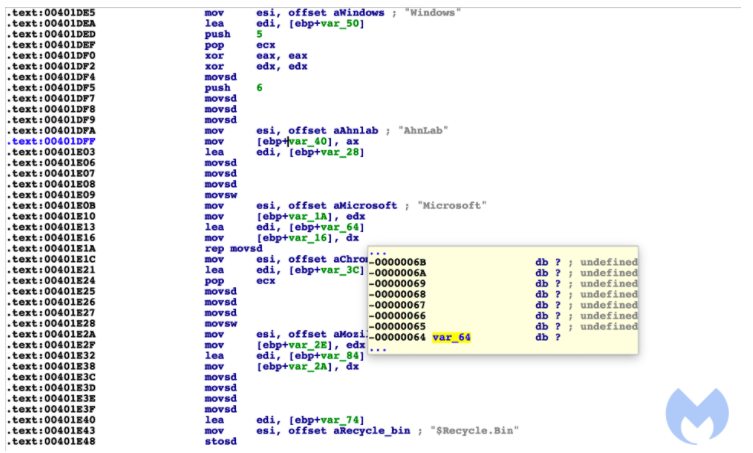 .text:00401DE5 mov esi, offset aWindows ; "Windows"
.text:00401DEA lea edi, [ebp+var_50]
.text:00401DED push 5
.text:00401DEF pop ecx
.text:00401DF0 xor eax, eax
.text:00401DF2 xor edx, edx
.text:00401DF4 movsd
.text:00401DF5 push 6
.text:00401DF7 movsd
.text:00401DF8 movsd
.text:00401DF9 movsd
.text:00401DFA mov esi, offset aAhnlab ; "AhnLab"
.text:00401DFF mov [ebp+var_40], ax
.text:00401E03 lea edi, [ebp+var_28]
.text:00401E06 movsd
.text:00401E07 movsd
.text:00401E08 movsd
.text:00401E09 movsw
.text:00401E0B mov esi, offset aMicrosoft ; "Microsoft"
.text:00401E10 mov [ebp+var_1A], edx
.text:00401E13 lea edi, [ebp+var_64]
.text:00401E16 mov [ebp+var_16], dx
.text:00401E1A rep movsd
.text:00401E1C mov esi, offset aChro
.text:00401E21 lea edi, [ebp+var_3C]
.text:00401E24 pop ecx
.text:00401E25 movsd
.text:00401E26 movsd
.text:00401E27 movsd
.text:00401E28 movsw
.text:00401E2A mov esi, offset aMozi
.text:00401E2F mov [ebp+var_2E], edx
.text:00401E32 lea edi, [ebp+var_84]
.text:00401E38 mov [ebp+var_2A], dx
.text:00401E3C movsd
.text:00401E3D movsd
.text:00401E3E movsd
.text:00401E3F movsd
.text:00401E40 lea edi, [ebp+var_74]
.text:00401E43 mov esi, offset aRecycle_bin ; "$Recycle.Bin"
.text:00401E48 stosd
...
-0000006B db ? ; undefined
-0000006A db ? ; undefined
-00000069 db ? ; undefined
-00000068 db ? ; undefined
-00000067 db ? ; undefined
-00000066 db ? ; undefined
-00000065 db ? ; undefined
-00000064 var_64 db ?
...